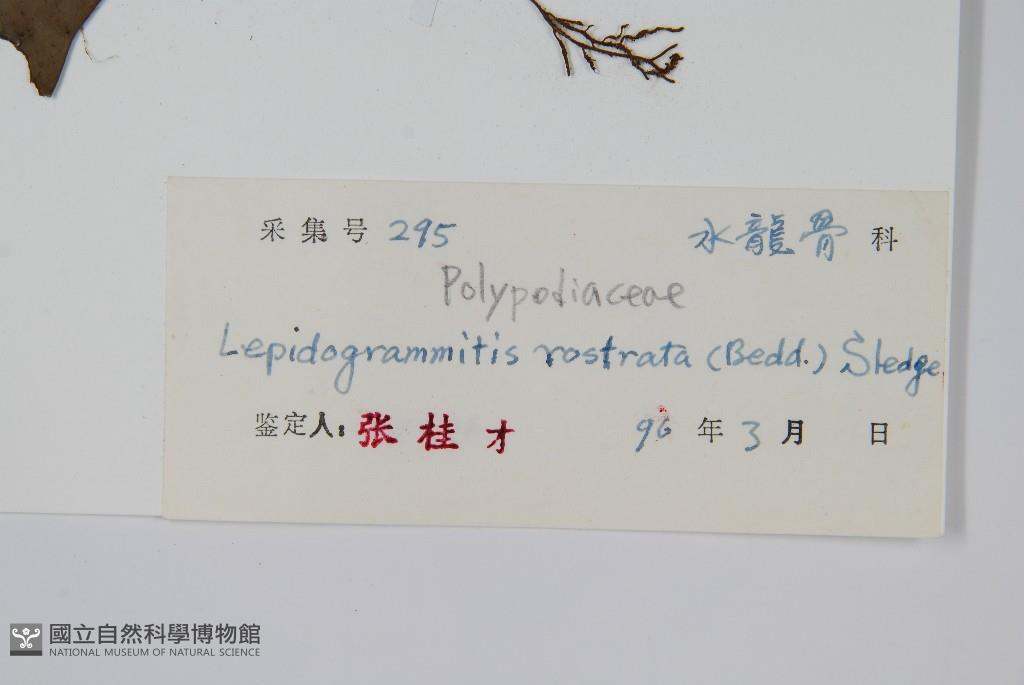 采集号 295 水龍骨 科
Polypodiaceae
Lepidogrammitis rostrata (Bedd.) Sledge
鉴定人: 张桂才 96 年 3 月 日
國立自然科學博物館
NATIONAL MUSEUM OF NATURAL SCIENCE